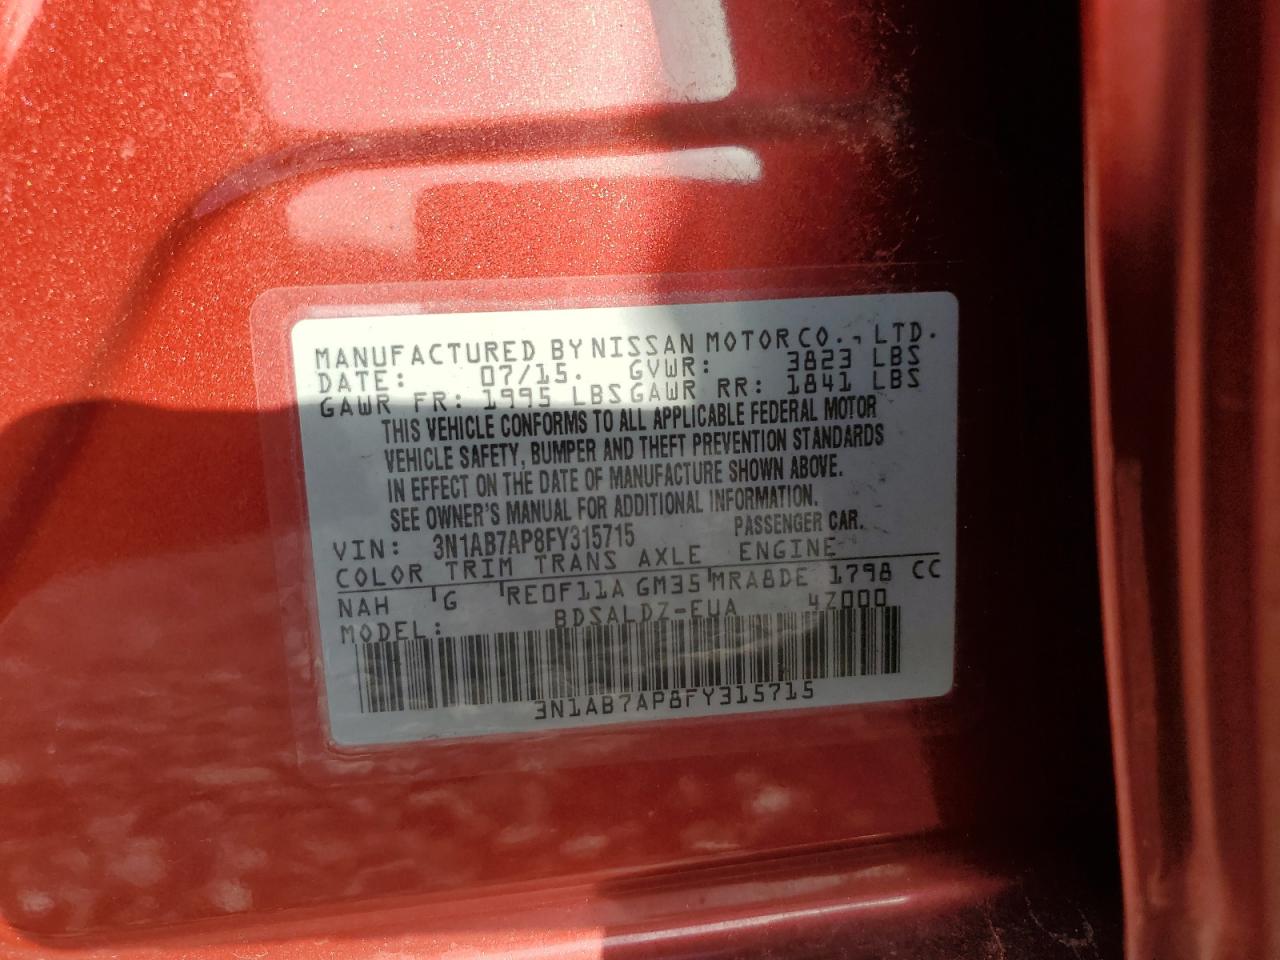 MANUFACTURED BY NISSAN MOTOR CO., LTD.
DATE: 07/15. GVWR: 3823 LBS
GAWR FR: 1995 LBS GAWR RR: 1841 LBS
THIS VEHICLE CONFORMS TO ALL APPLICABLE FEDERAL MOTOR
VEHICLE SAFETY, BUMPER AND THEFT PREVENTION STANDARDS
IN EFFECT ON THE DATE OF MANUFACTURE SHOWN ABOVE.
SEE OWNER'S MANUAL FOR ADDITIONAL INFORMATION.
VIN: 3N1AB7AP8FY315715 PASSENGER CAR.
COLOR TRIM TRANS AXLE ENGINE
NAH G RE0F11A GM35 MRA8DE 1798 CC
MODEL: BDSALDZ-EUA 4Z000
3N1AB7AP8FY315715